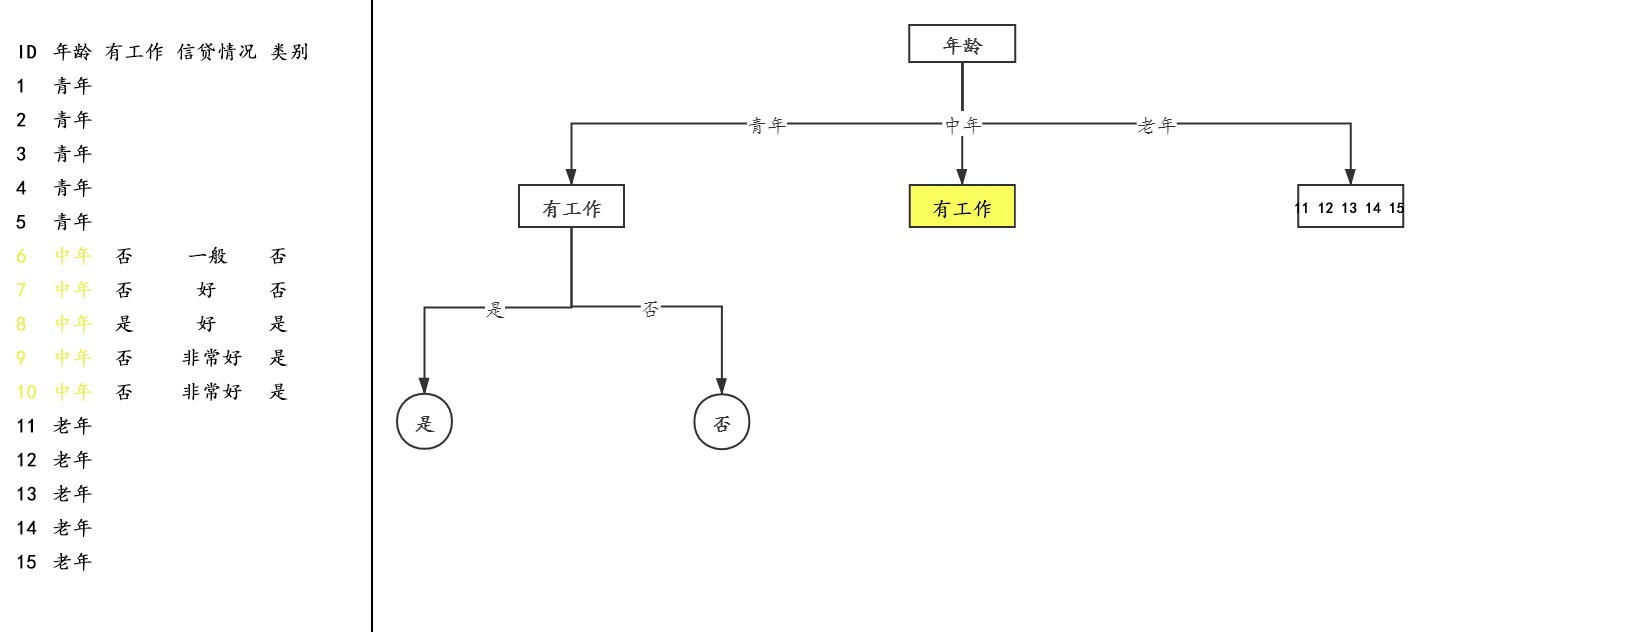 ID 年龄 有工作 信贷情况 类别
1 青年
2 青年
3 青年
4 青年
5 青年
6 中年 否 一般 否
7 中年 否 好 否
8 中年 是 好 是
9 中年 否 非常好 是
10 中年 否 非常好 是
11 老年
12 老年
13 老年
14 老年
15 老年
年龄
青年 中年 老年
有工作 有工作 11 12 13 14 15
是 否
是 否